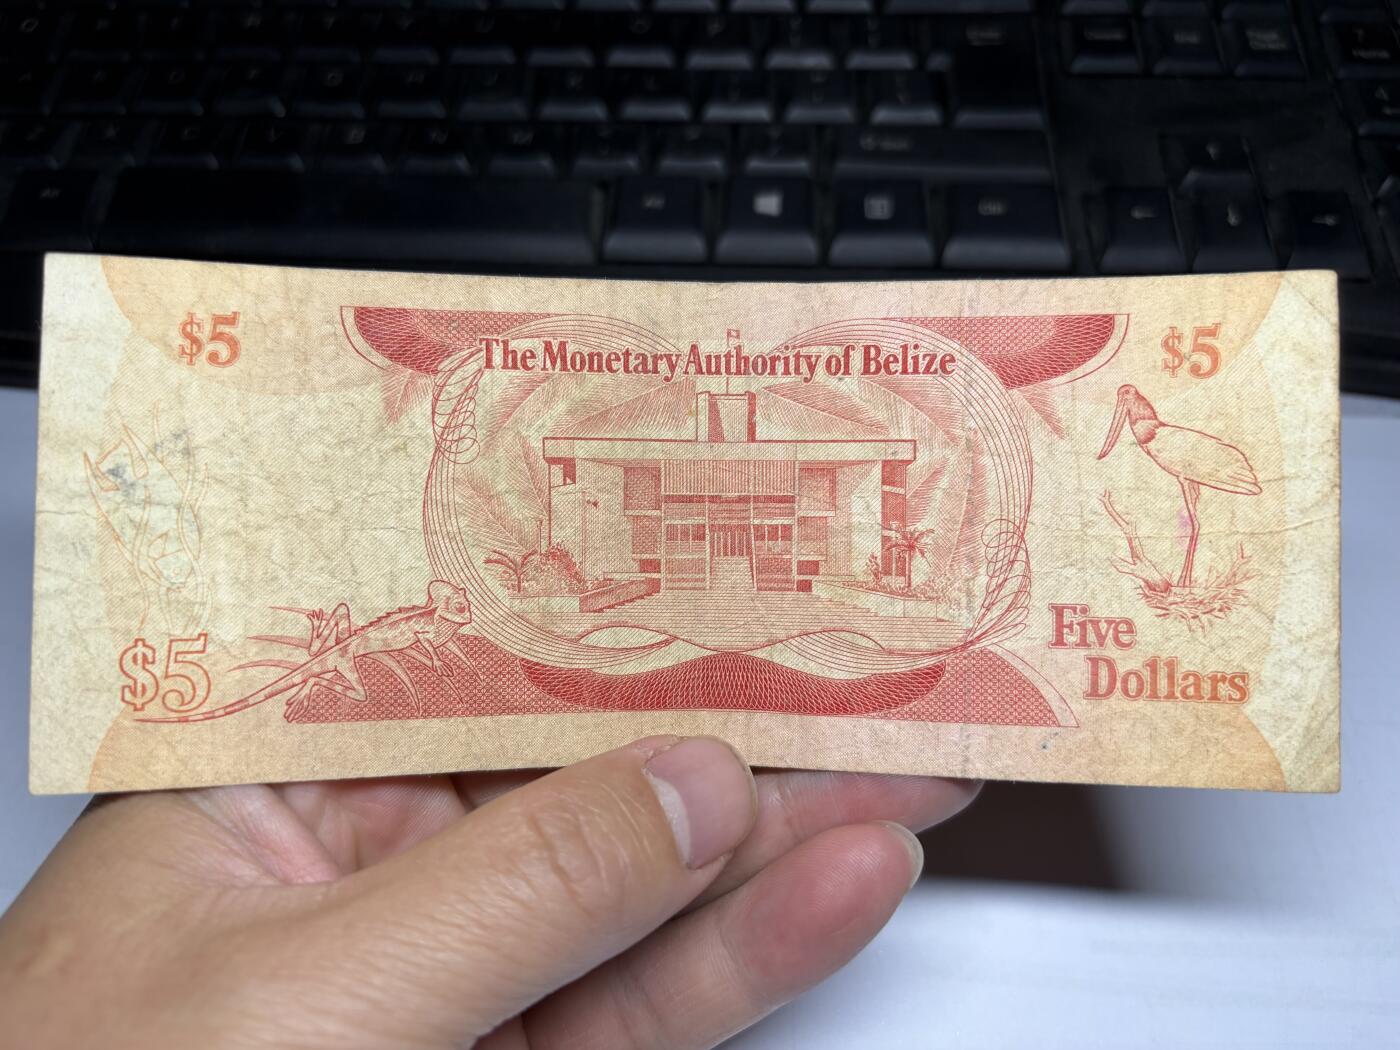 $5
The Monetary Authority of Belize
$5
$5
Five
Dollars